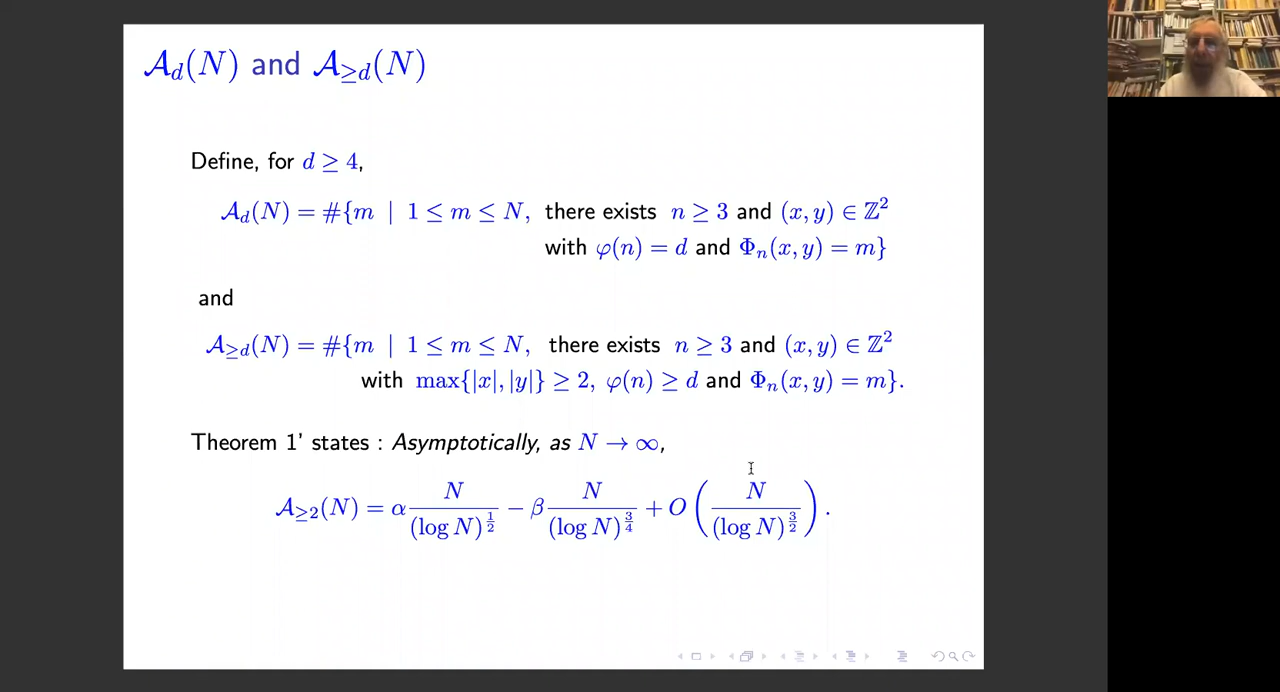 𝒜_d(N) and 𝒜_{≥d}(N)
Define, for d ≥ 4,
𝒜_d(N) = #{m | 1 ≤ m ≤ N, there exists n ≥ 3 and (x, y) ∈ ℤ²
with φ(n) = d and Φ_n(x, y) = m}
and
𝒜_{≥d}(N) = #{m | 1 ≤ m ≤ N, there exists n ≥ 3 and (x, y) ∈ ℤ²
with max{|x|, |y|} ≥ 2, φ(n) ≥ d and Φ_n(x, y) = m}.
Theorem 1' states : Asymptotically, as N → ∞,
𝒜_{≥2}(N) = α N/(log N)^{1/2} − β N/(log N)^{3/4} + O(N/(log N)^{3/2}).